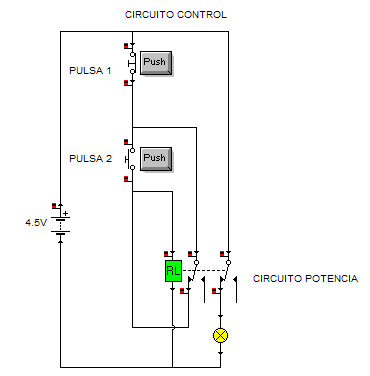 CIRCUITO CONTROL
PULSA 1
Push
PULSA 2
Push
4.5V
RL
CIRCUITO POTENCIA